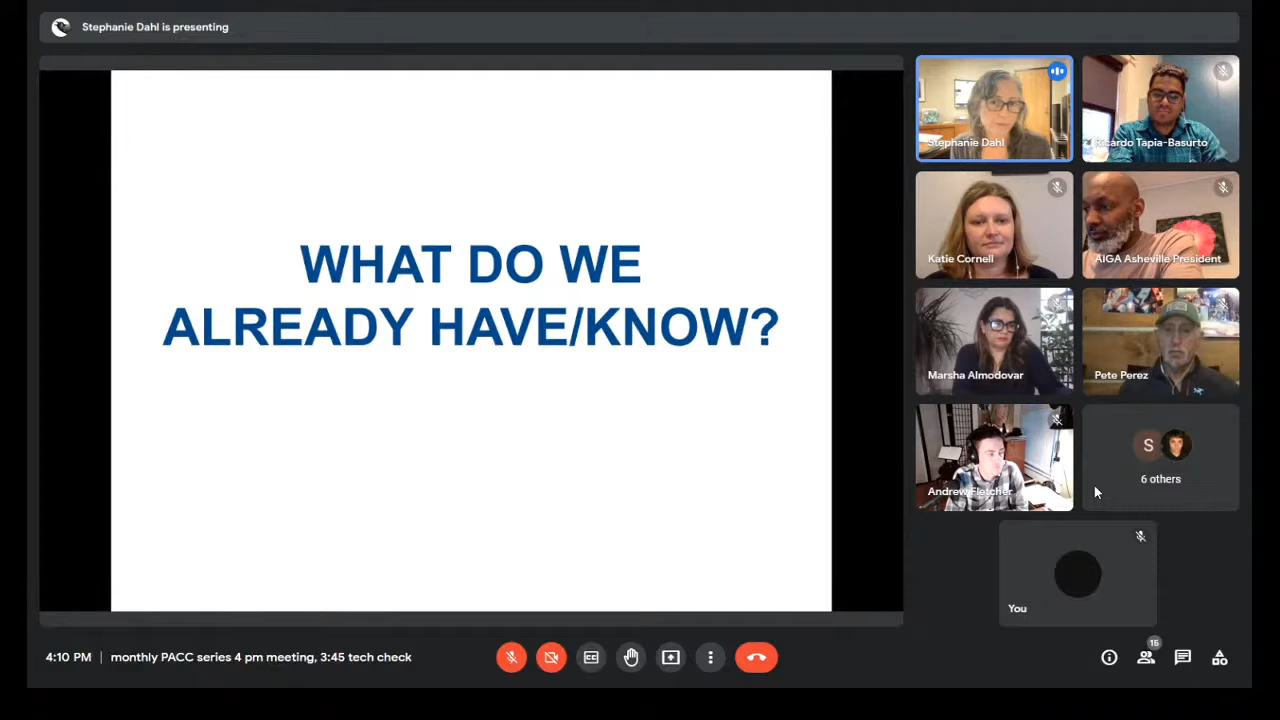 Stephanie Dahl is presenting
WHAT DO WE
ALREADY HAVE/KNOW?
Stephanie Dahl
Ricardo Tapia-Basurto
Katie Cornell
AIGA Asheville President
Marsha Almodovar
Pete Perez
Andrew Fletcher
S
6 others
You
4:10 PM | monthly PACC series 4 pm meeting, 3:45 tech check
CC
15